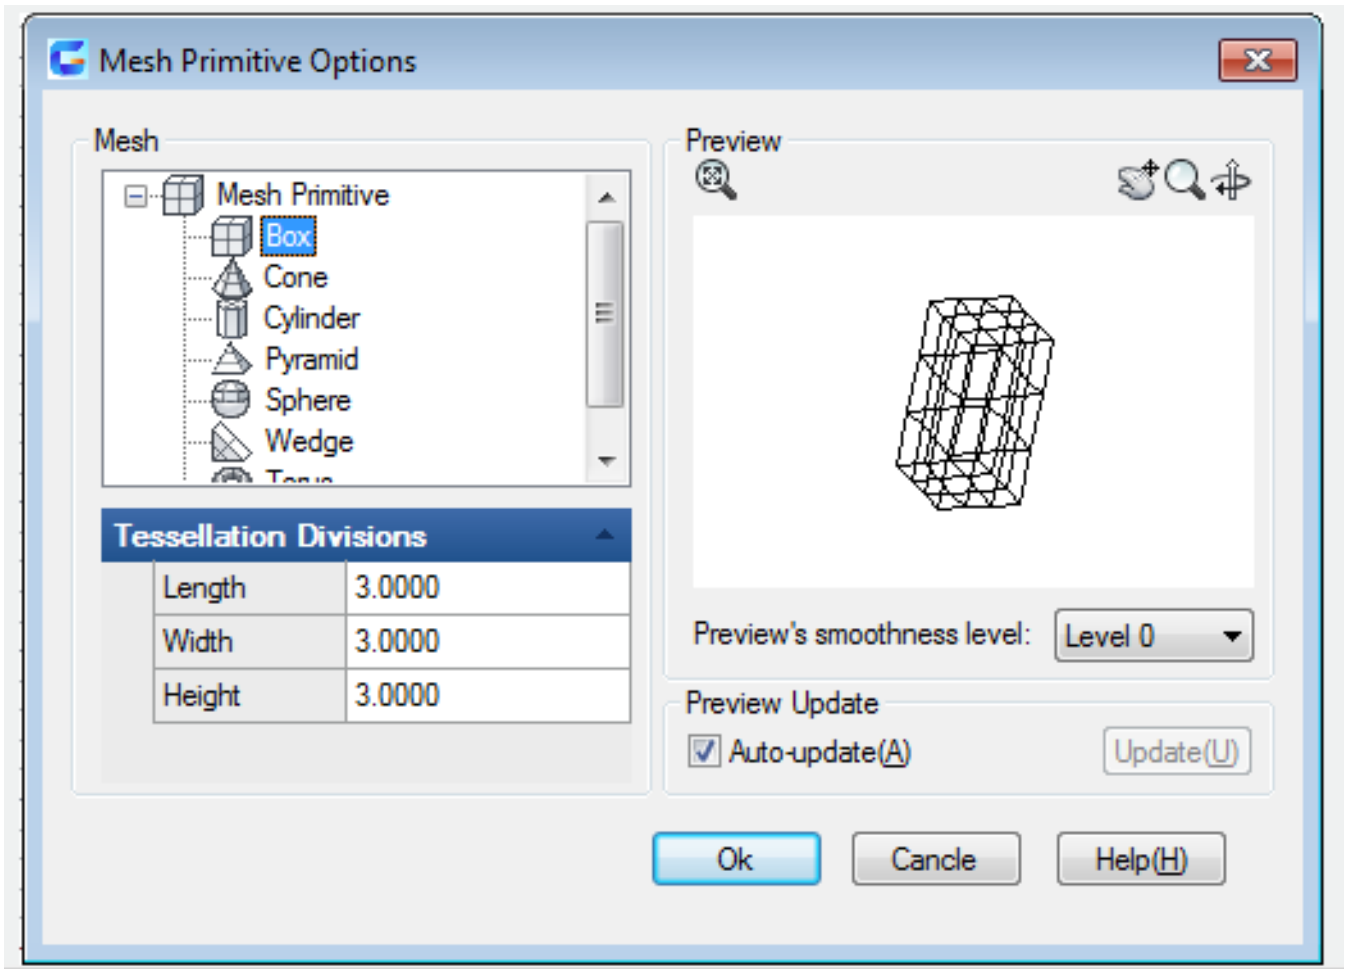 Mesh Primitive Options
Mesh
Mesh Primitive
Box
Cone
Cylinder
Pyramid
Sphere
Wedge
Torus
Tessellation Divisions
Length 3.0000
Width 3.0000
Height 3.0000
Preview
Preview's smoothness level: Level 0
Preview Update
Auto-update(A) Update(U)
Ok Cancle Help(H)